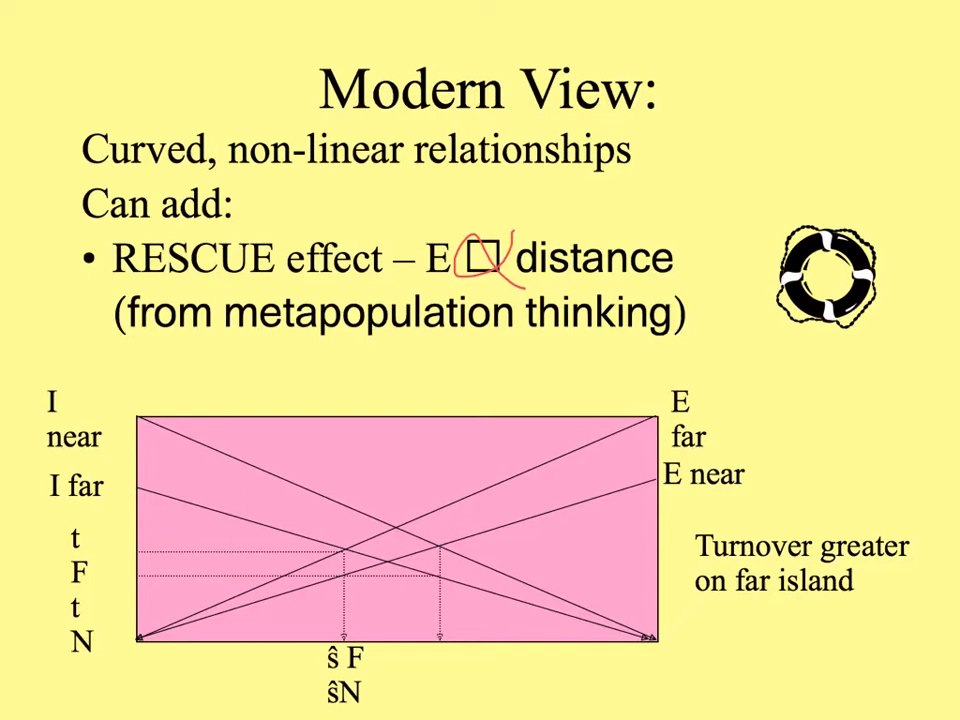 Modern View:
Curved, non-linear relationships
Can add:
• RESCUE effect – E ∝ distance
(from metapopulation thinking)
I
near
I far
t
F
t
N
E
far
E near
Turnover greater
on far island
ŝ F
ŝN